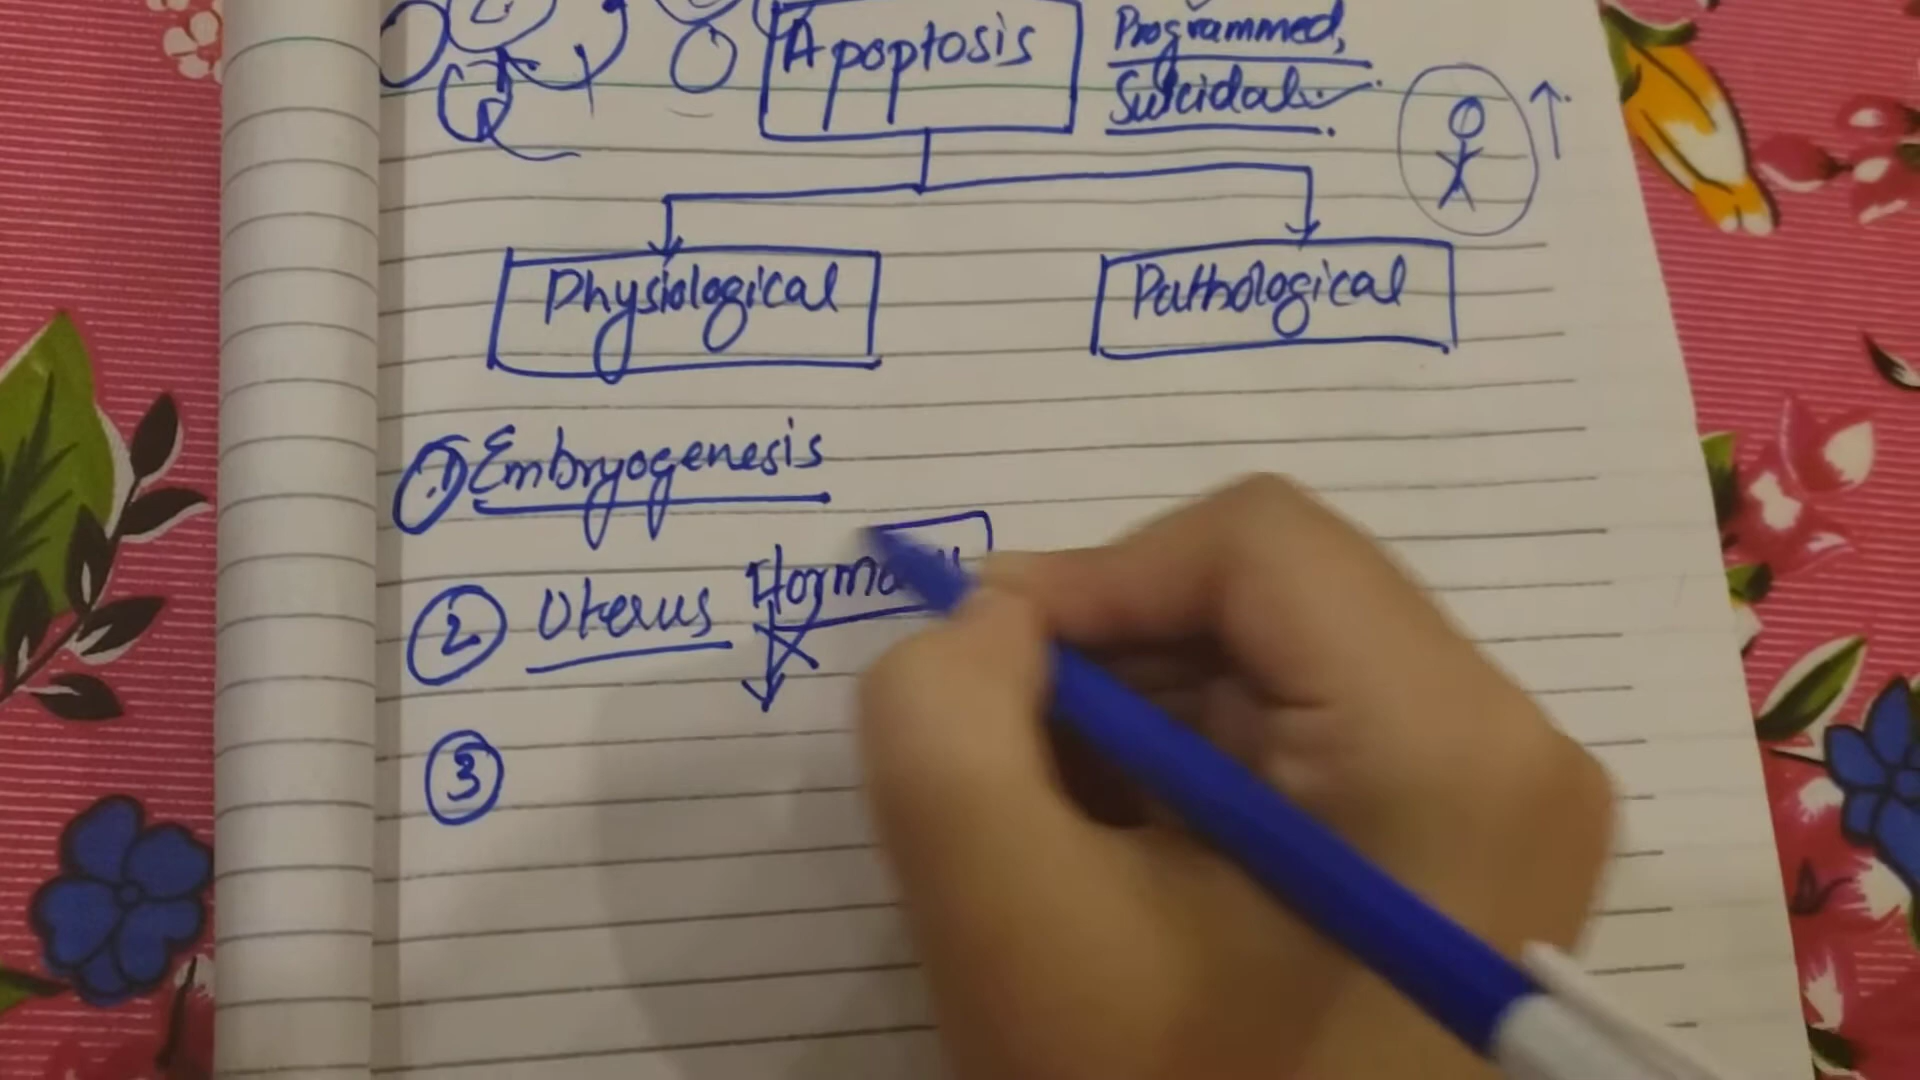 Apoptosis
Programmed,
Suicidal
Physiological
Pathological
1 Embryogenesis
2 Uterus
3